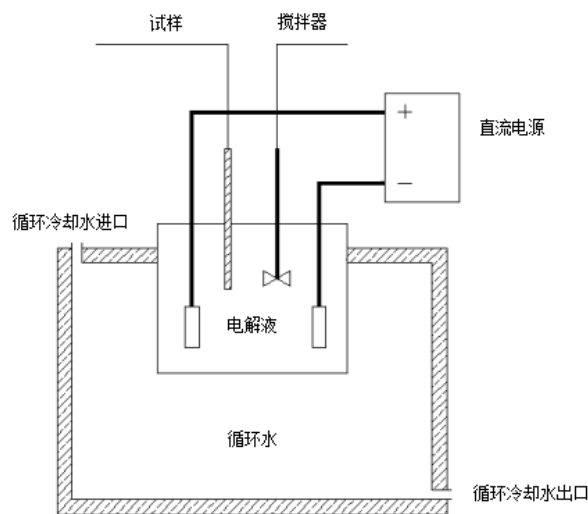 试样
搅拌器
+
直流电源
−
循环冷却水进口
电解液
循环水
循环冷却水出口